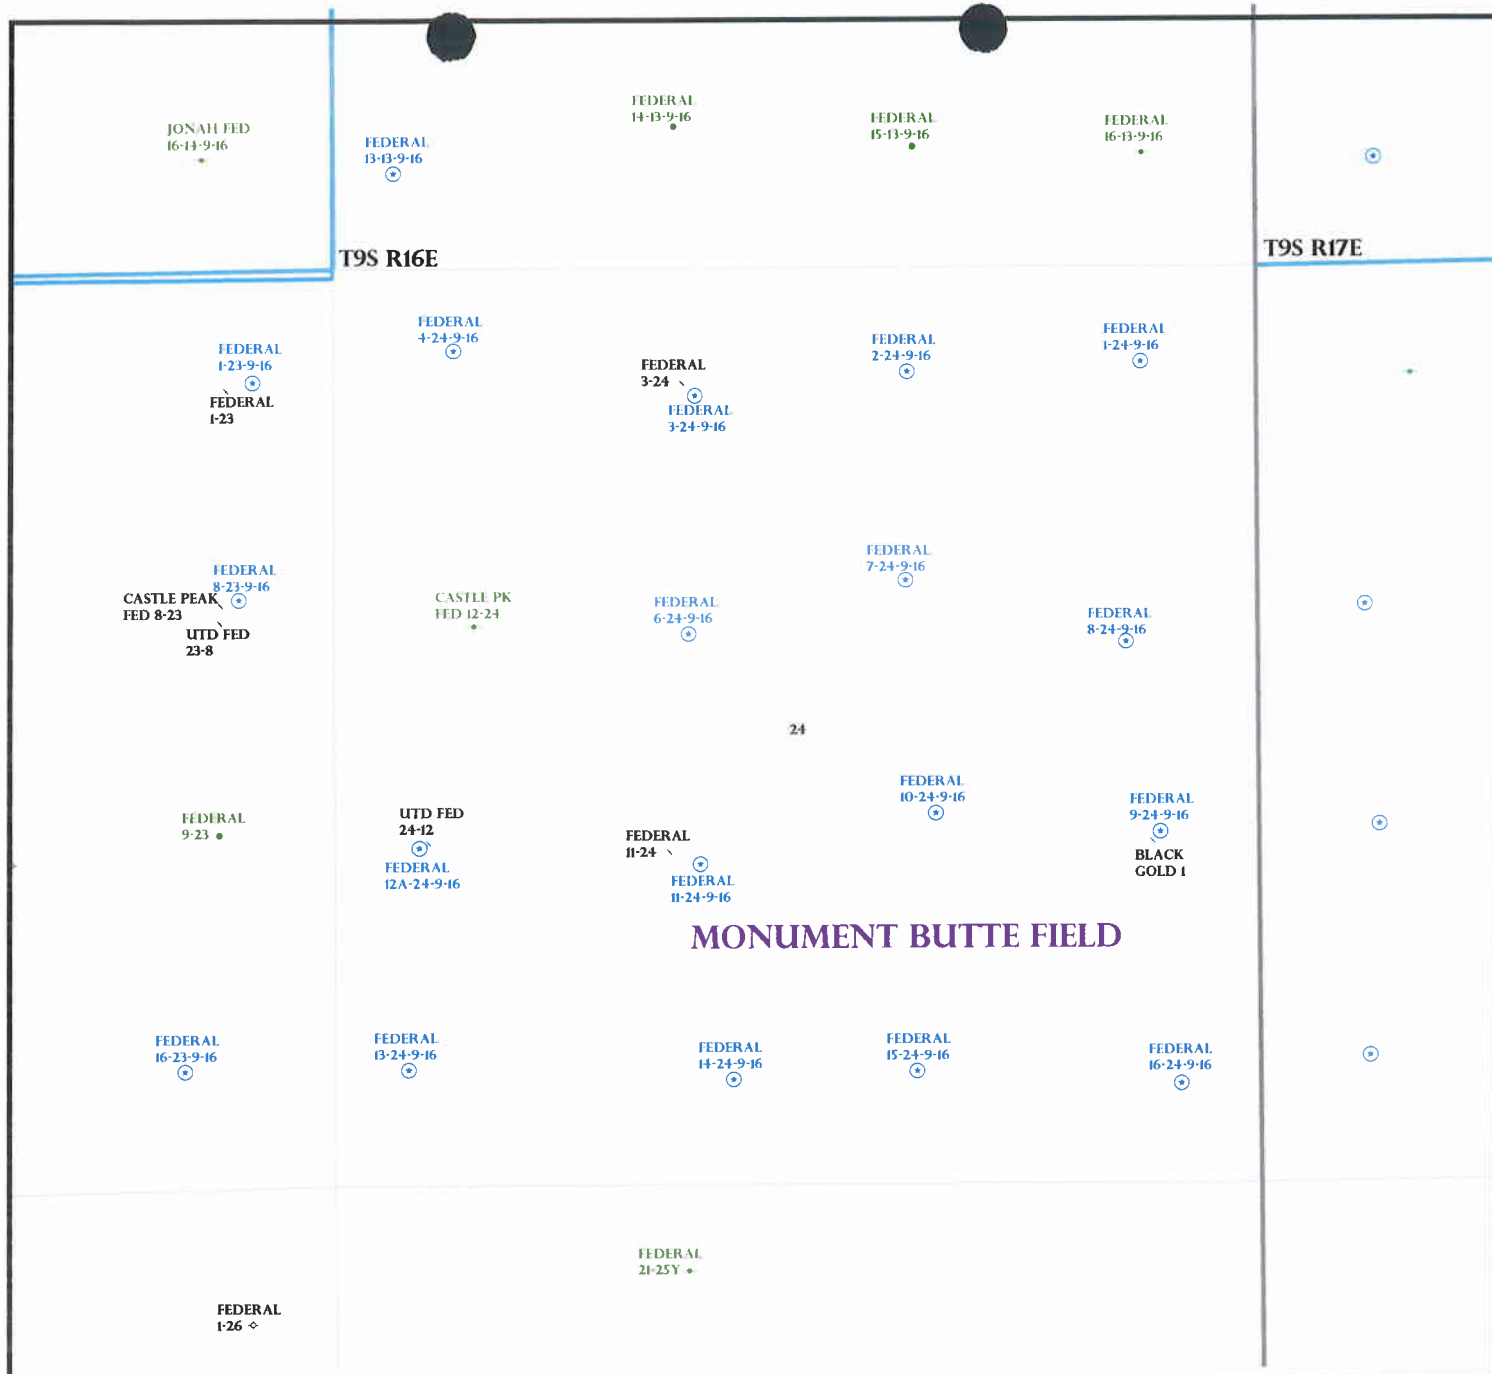 JONAH FED
16-14-9-16
FEDERAL
13-13-9-16
FEDERAL
14-13-9-16
FEDERAL
15-13-9-16
FEDERAL
16-13-9-16
T9S R16E
T9S R17E
FEDERAL
1-23-9-16
FEDERAL
1-23
FEDERAL
4-24-9-16
FEDERAL
3-24
FEDERAL
3-24-9-16
FEDERAL
2-24-9-16
FEDERAL
1-24-9-16
FEDERAL
8-23-9-16
CASTLE PEAK
FED 8-23
UTD FED
23-8
CASTLE PK
FED 12-24
FEDERAL
6-24-9-16
FEDERAL
7-24-9-16
FEDERAL
8-24-9-16
24
FEDERAL
9-23
UTD FED
24-12
FEDERAL
12A-24-9-16
FEDERAL
11-24
FEDERAL
11-24-9-16
FEDERAL
10-24-9-16
FEDERAL
9-24-9-16
BLACK
GOLD 1
MONUMENT BUTTE FIELD
FEDERAL
16-23-9-16
FEDERAL
13-24-9-16
FEDERAL
14-24-9-16
FEDERAL
15-24-9-16
FEDERAL
16-24-9-16
FEDERAL
21-25Y
FEDERAL
1-26